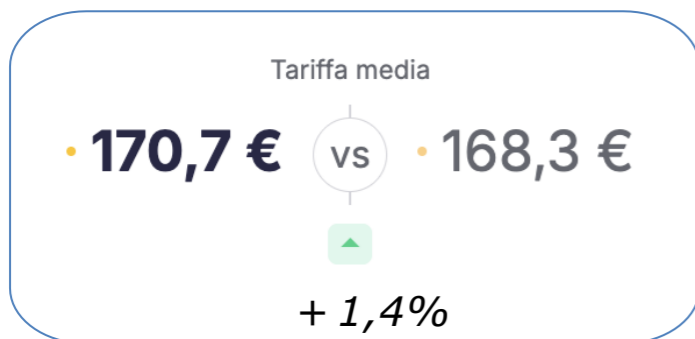 Tariffa media
170,7 € vs 168,3 €
+ 1,4%